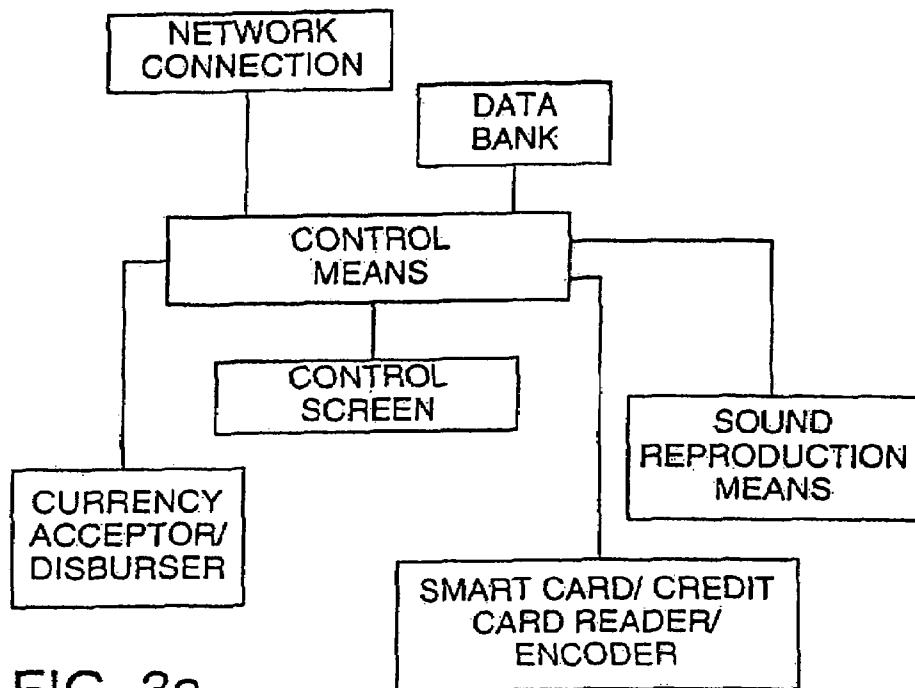 NETWORK
CONNECTION
DATA
BANK
CONTROL
MEANS
CONTROL
SCREEN
SOUND
REPRODUCTION
MEANS
CURRENCY
ACCEPTOR/
DISBURSER
SMART CARD/ CREDIT
CARD READER/
ENCODER
FIG. 3a